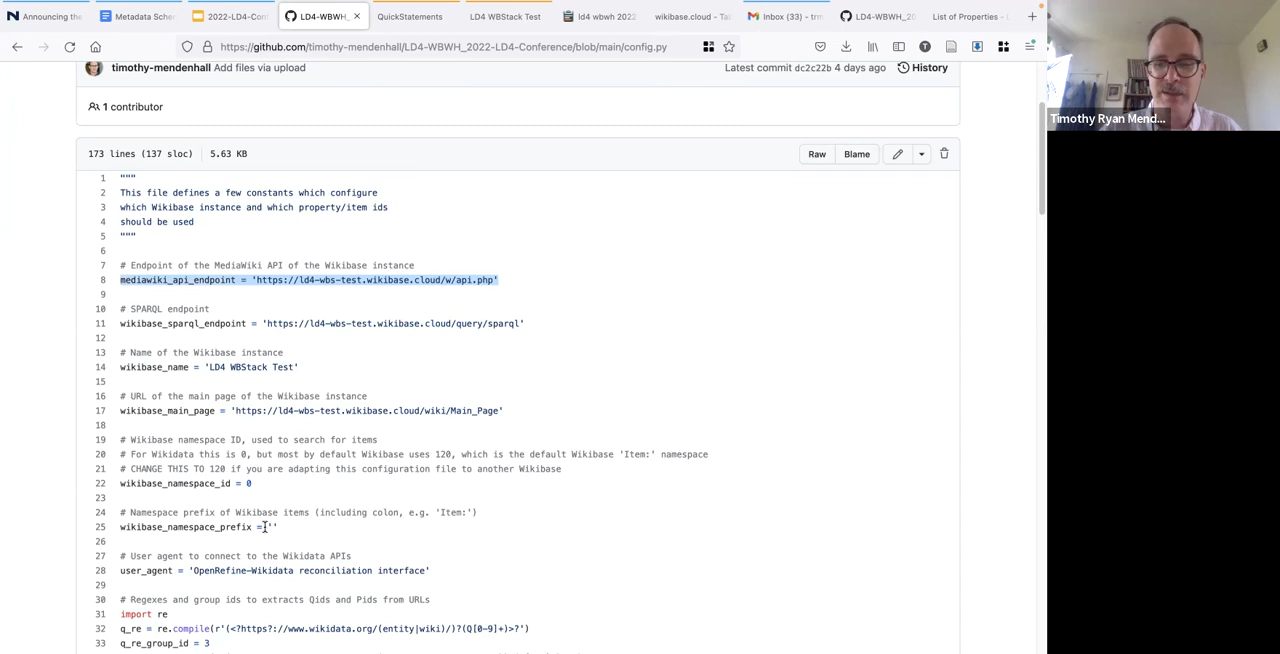 Announcing the
Metadata Sche
2022-LD4-Conf
LD4-WBWH_
QuickStatements
LD4 WBStack Test
ld4 wbwh 2022
wikibase.cloud - Ta
Inbox (33) - trm
LD4-WBWH_20
List of Properties -
https://github.com/timothy-mendenhall/LD4-WBWH_2022-LD4-Conference/blob/main/config.py
timothy-mendenhall Add files via upload
Latest commit dc2c22b 4 days ago
History
1 contributor
173 lines (137 sloc) 5.63 KB
Raw
Blame
1 """
2 This file defines a few constants which configure
3 which Wikibase instance and which property/item ids
4 should be used
5 """
6
7 # Endpoint of the MediaWiki API of the Wikibase instance
8 mediawiki_api_endpoint = 'https://ld4-wbs-test.wikibase.cloud/w/api.php'
9
10 # SPARQL endpoint
11 wikibase_sparql_endpoint = 'https://ld4-wbs-test.wikibase.cloud/query/sparql'
12
13 # Name of the Wikibase instance
14 wikibase_name = 'LD4 WBStack Test'
15
16 # URL of the main page of the Wikibase instance
17 wikibase_main_page = 'https://ld4-wbs-test.wikibase.cloud/wiki/Main_Page'
18
19 # Wikibase namespace ID, used to search for items
20 # For Wikidata this is 0, but most by default Wikibase uses 120, which is the default Wikibase 'Item:' namespace
21 # CHANGE THIS TO 120 if you are adapting this configuration file to another Wikibase
22 wikibase_namespace_id = 0
23
24 # Namespace prefix of Wikibase items (including colon, e.g. 'Item:')
25 wikibase_namespace_prefix = ''
26
27 # User agent to connect to the Wikidata APIs
28 user_agent = 'OpenRefine-Wikidata reconciliation interface'
29
30 # Regexes and group ids to extracts Qids and Pids from URLs
31 import re
32 q_re = re.compile(r'(<?https?://www.wikidata.org/(entity|wiki)/)?(Q[0-9]+)>?')
33 q_re_group_id = 3
Timothy Ryan Mend...